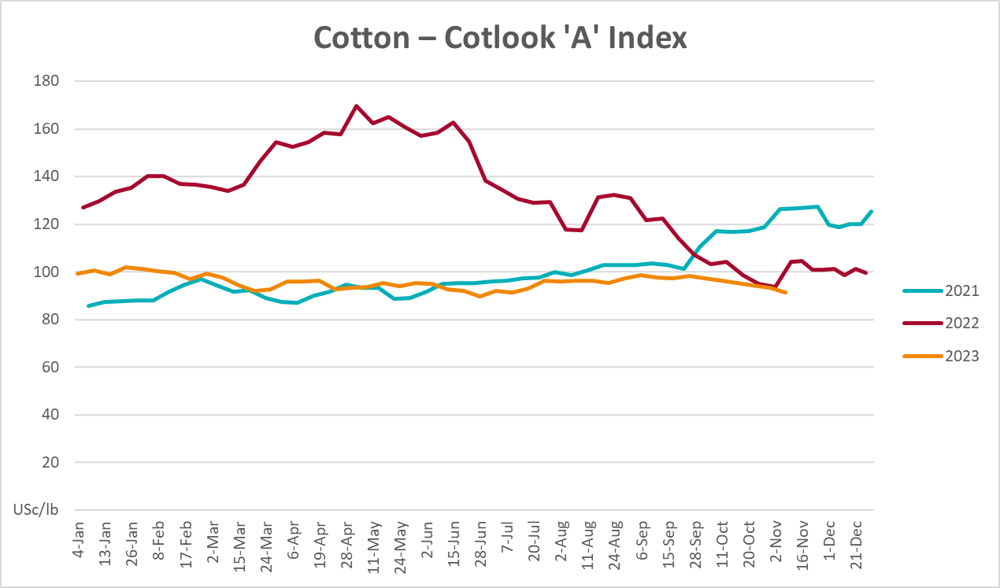 Cotton – Cotlook 'A' Index
180
160
140
120
100
80
60
40
20
USc/lb
4-Jan
13-Jan
26-Jan
8-Feb
17-Feb
2-Mar
15-Mar
24-Mar
6-Apr
19-Apr
28-Apr
11-May
24-May
2-Jun
15-Jun
28-Jun
7-Jul
20-Jul
2-Aug
11-Aug
24-Aug
6-Sep
15-Sep
28-Sep
11-Oct
20-Oct
2-Nov
16-Nov
1-Dec
21-Dec
2021
2022
2023